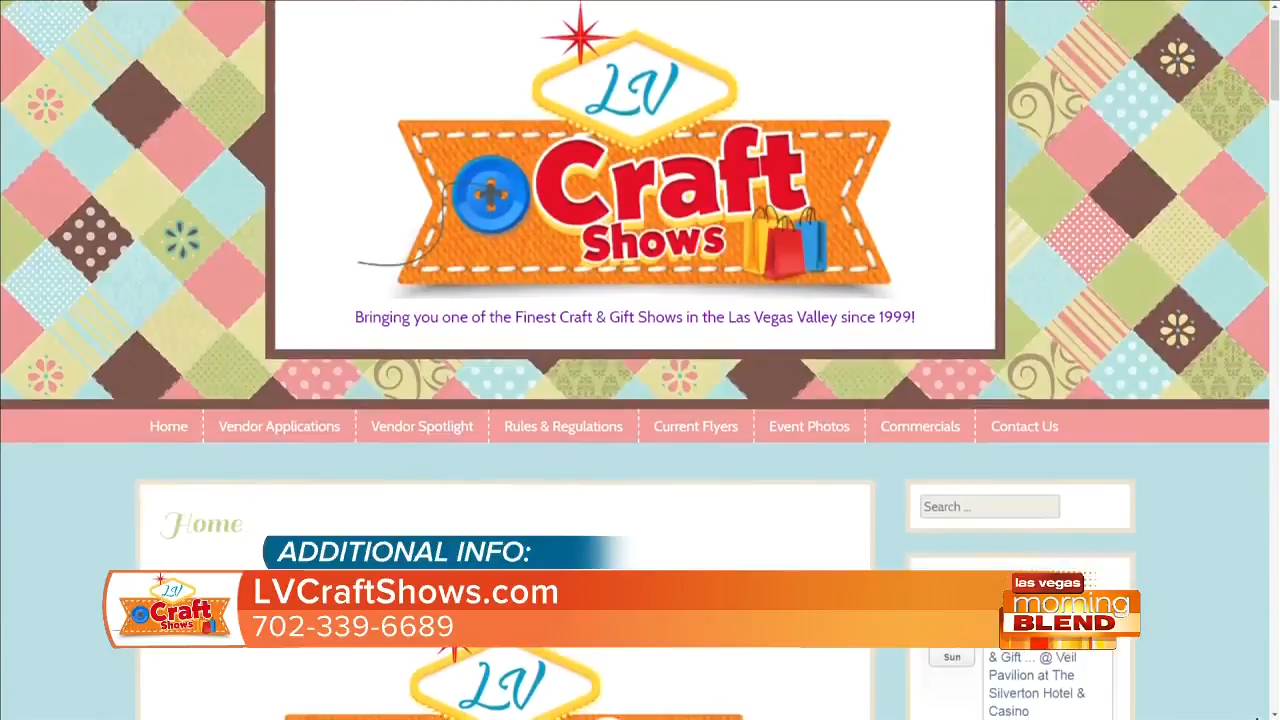 LV
Craft
Shows
Bringing you one of the Finest Craft & Gift Shows in the Las Vegas Valley since 1999!
Home
Vendor Applications
Vendor Spotlight
Rules & Regulations
Current Flyers
Event Photos
Commercials
Contact Us
Home
Search ...
ADDITIONAL INFO:
LV
Craft
Shows
LVCraftShows.com
702-339-6689
las vegas
morning
BLEND
Sun
& Gift ... @ Veil
Pavilion at The
Silverton Hotel &
Casino
LV